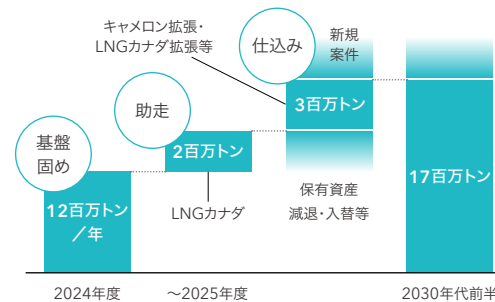 キャメロン拡張・
LNGカナダ拡張等
仕込み
新規
案件
助走
3百万トン
基盤
固め
2百万トン
12百万トン
／年
LNGカナダ
保有資産
減退・入替等
17百万トン
2024年度
～2025年度
2030年代前半